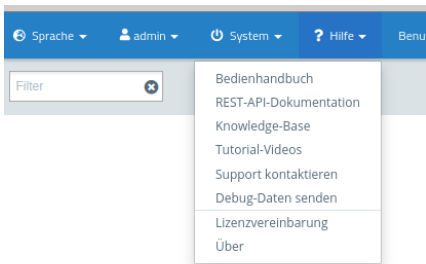 Sprache admin System ? Hilfe Benu
Filter
Bedienhandbuch
REST-API-Dokumentation
Knowledge-Base
Tutorial-Videos
Support kontaktieren
Debug-Daten senden
Lizenzvereinbarung
Über